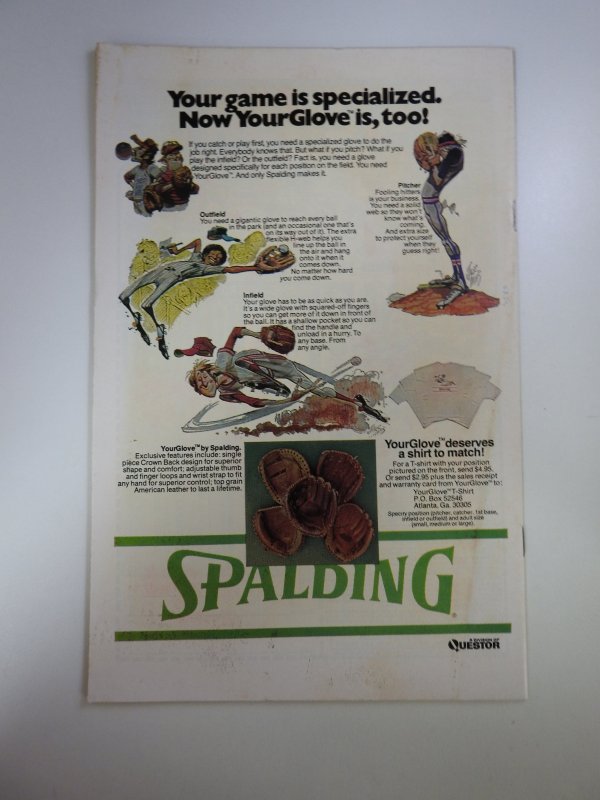 Your game is specialized.
Now YourGlove™ is, too!
If you catch or play first, you need a specialized glove to do the
job right. Everybody knows that. But what if you pitch? What if you
play the infield? Or the outfield? Fact is, you need a glove
designed specifically for each position on the field. You need
YourGlove™. And only Spalding makes it.
Pitcher
Fooling hitters
is your business.
You need a solid
web so they won't
know what's
coming.
And extra size
to protect yourself
when they
guess right!
Outfield
You need a gigantic glove to reach every ball
in the park (and an occasional one that's
on its way out of it). The extra
flexible H-web helps you
line up the ball in
the air and hang
onto it when it
comes down.
No matter how hard
you come down.
Infield
Your glove has to be as quick as you are.
It's a wide glove with squared-off fingers
so you can get more of it down in front of
the ball. It has a shallow pocket so you can
find the handle and
unload in a hurry. To
any base. From
any angle.
YourGlove™ by Spalding.
Exclusive features include: single
piece Crown Back design for superior
shape and comfort; adjustable thumb
and finger loops and wrist strap to fit
any hand for superior control; top grain
American leather to last a lifetime.
YourGlove™ deserves
a shirt to match!
For a T-shirt with your position
pictured on the front, send $4.95.
Or send $2.95 plus the sales receipt
and warranty card from YourGlove™ to:
YourGlove™ T-Shirt
P.O. Box 52546
Atlanta, Ga. 30305
Specify position (pitcher, catcher, 1st base,
infield or outfield) and adult size
(small, medium or large).
SPALDING
A DIVISION OF
QUESTOR